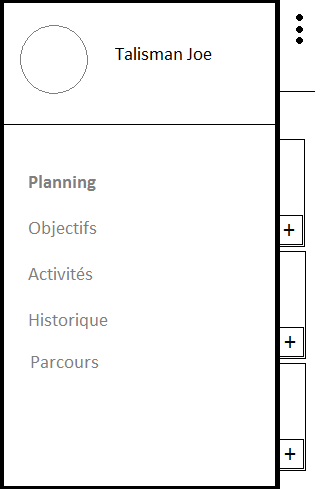 Talisman Joe
Planning
Objectifs
+
Activités
Historique
+
Parcours
+